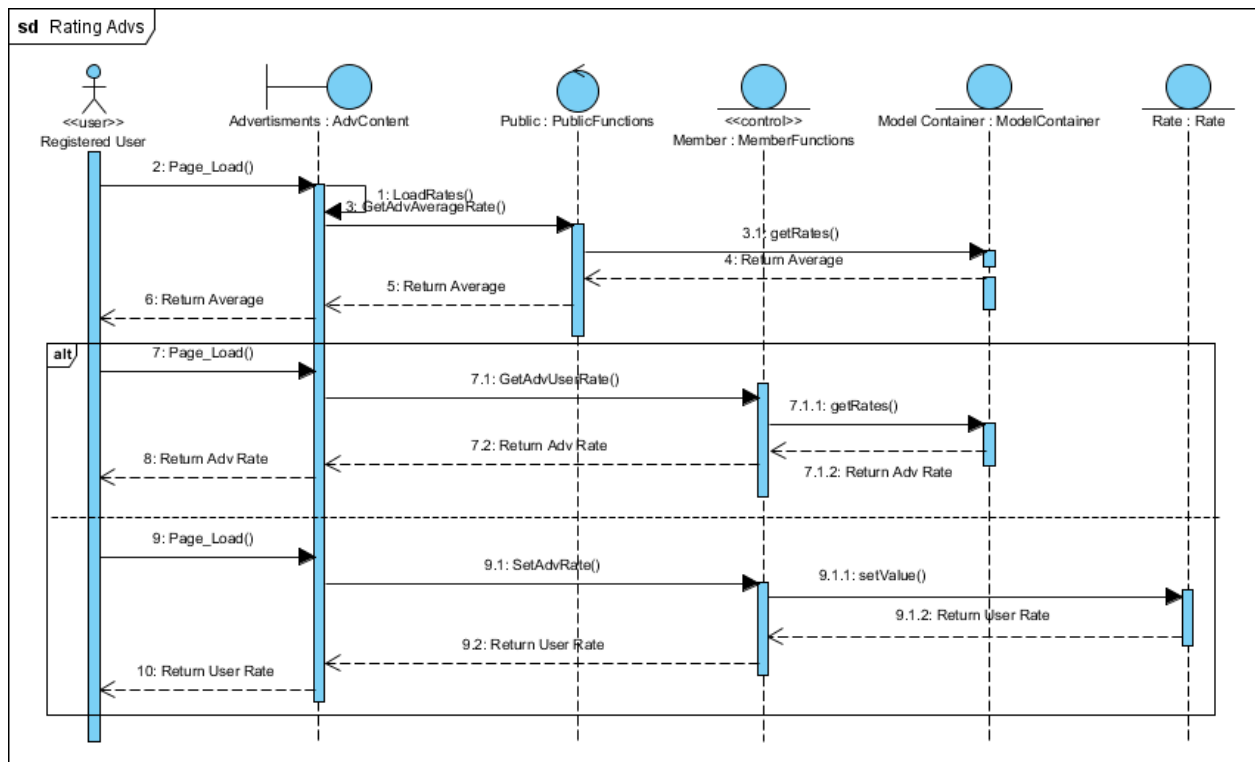 sd Rating Advs
<<user>>
Registered User
Advertisments : AdvContent
Public : PublicFunctions
<<control>>
Member : MemberFunctions
Model Container : ModelContainer
Rate : Rate
2: Page_Load()
1: LoadRates()
3: GetAdvAverageRate()
3.1: getRates()
4: Return Average
5: Return Average
6: Return Average
alt
7: Page_Load()
7.1: GetAdvUserRate()
7.1.1: getRates()
7.2: Return Adv Rate
8: Return Adv Rate
7.1.2: Return Adv Rate
9: Page_Load()
9.1: SetAdvRate()
9.1.1: setValue()
9.1.2: Return User Rate
9.2: Return User Rate
10: Return User Rate